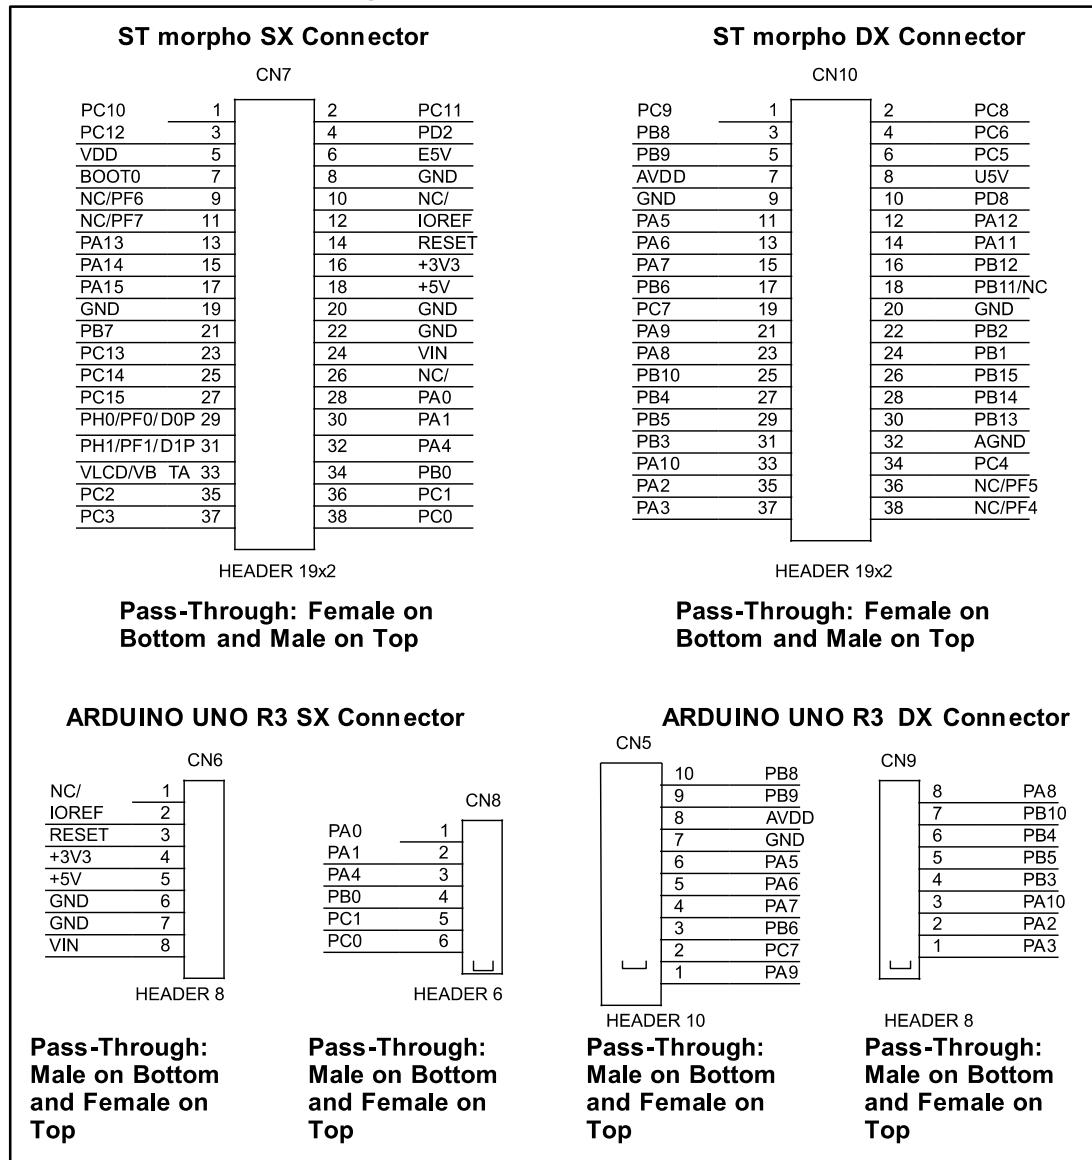 ST morpho SX Connector
CN7
PC10 1 2 PC11
PC12 3 4 PD2
VDD 5 6 E5V
BOOT0 7 8 GND
NC/PF6 9 10 NC/
NC/PF7 11 12 IOREF
PA13 13 14 RESET
PA14 15 16 +3V3
PA15 17 18 +5V
GND 19 20 GND
PB7 21 22 GND
PC13 23 24 VIN
PC14 25 26 NC/
PC15 27 28 PA0
PH0/PF0/D0P 29 30 PA1
PH1/PF1/D1P 31 32 PA4
VLCD/VB TA 33 34 PB0
PC2 35 36 PC1
PC3 37 38 PC0
HEADER 19x2
Pass-Through: Female on
Bottom and Male on Top
ST morpho DX Connector
CN10
PC9 1 2 PC8
PB8 3 4 PC6
PB9 5 6 PC5
AVDD 7 8 U5V
GND 9 10 PD8
PA5 11 12 PA12
PA6 13 14 PA11
PA7 15 16 PB12
PB6 17 18 PB11/NC
PC7 19 20 GND
PA9 21 22 PB2
PA8 23 24 PB1
PB10 25 26 PB15
PB4 27 28 PB14
PB5 29 30 PB13
PB3 31 32 AGND
PA10 33 34 PC4
PA2 35 36 NC/PF5
PA3 37 38 NC/PF4
HEADER 19x2
Pass-Through: Female on
Bottom and Male on Top
ARDUINO UNO R3 SX Connector
CN6
NC/ 1
IOREF 2
RESET 3
+3V3 4
+5V 5
GND 6
GND 7
VIN 8
HEADER 8
Pass-Through:
Male on Bottom
and Female on
Top
CN8
PA0 1
PA1 2
PA4 3
PB0 4
PC1 5
PC0 6
HEADER 6
Pass-Through:
Male on Bottom
and Female on
Top
ARDUINO UNO R3 DX Connector
CN5
10 PB8
9 PB9
8 AVDD
7 GND
6 PA5
5 PA6
4 PA7
3 PB6
2 PC7
1 PA9
HEADER 10
Pass-Through:
Male on Bottom
and Female on
Top
CN9
8 PA8
7 PB10
6 PB4
5 PB5
4 PB3
3 PA10
2 PA2
1 PA3
HEADER 8
Pass-Through:
Male on Bottom
and Female on
Top